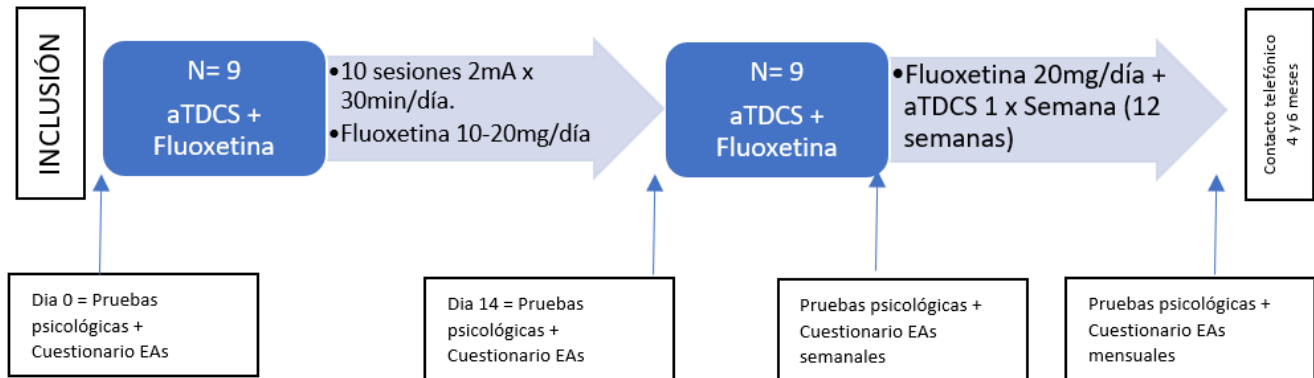 INCLUSIÓN
N= 9
aTDCS +
Fluoxetina
•10 sesiones 2mA x
30min/día.
•Fluoxetina 10-20mg/día
N= 9
aTDCS +
Fluoxetina
•Fluoxetina 20mg/día +
aTDCS 1 x Semana (12
semanas)
Contacto telefónico
4 y 6 meses
Dia 0 = Pruebas
psicológicas +
Cuestionario EAs
Dia 14 = Pruebas
psicológicas +
Cuestionario EAs
Pruebas psicológicas +
Cuestionario EAs
semanales
Pruebas psicológicas +
Cuestionario EAs
mensuales